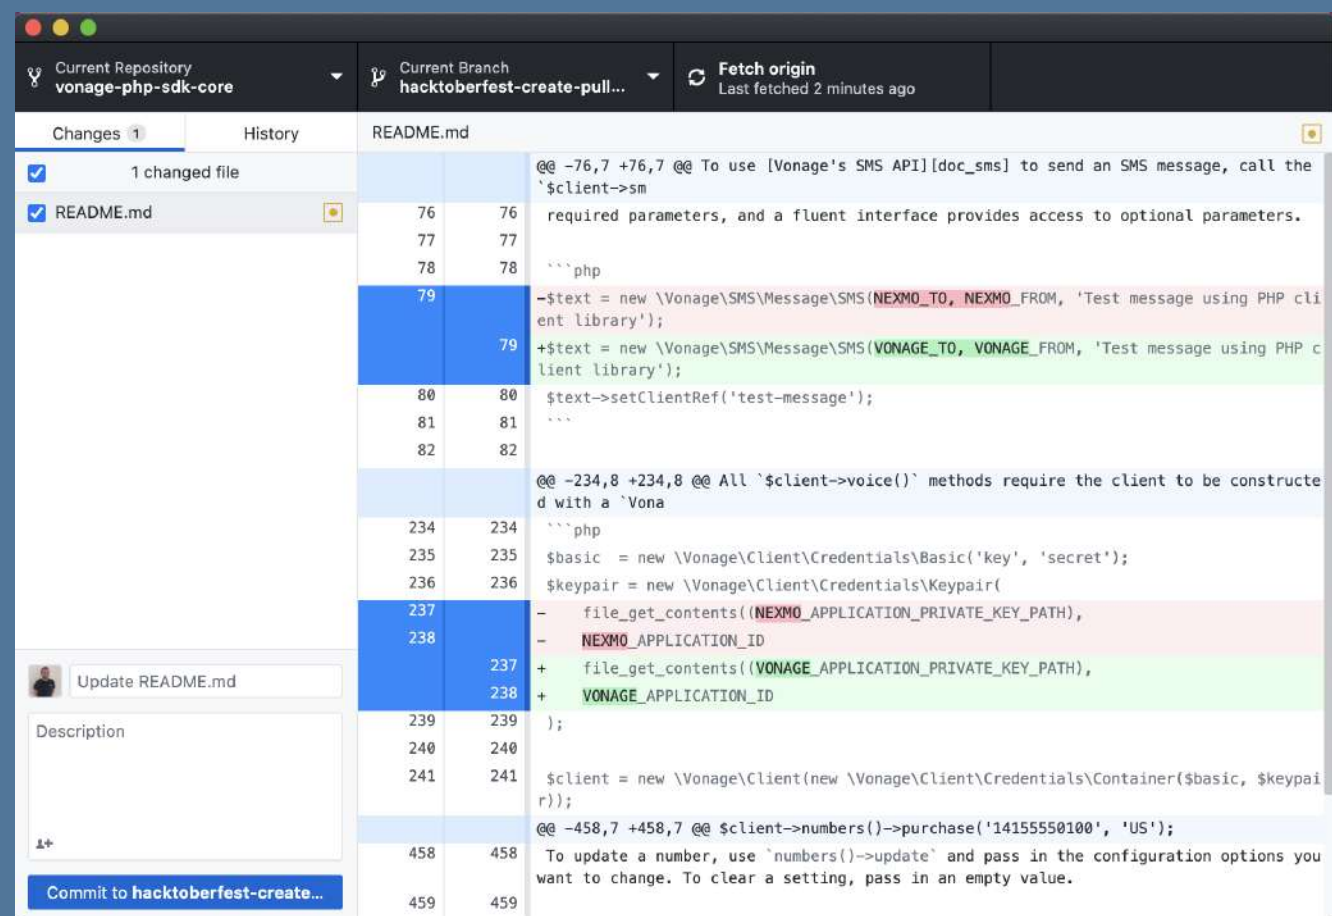 Current Repository
vonage-php-sdk-core
Current Branch
hacktoberfest-create-pull...
Fetch origin
Last fetched 2 minutes ago
Changes 1
History
1 changed file
README.md
Update README.md
Description
Commit to hacktoberfest-create...
README.md
@@ -76,7 +76,7 @@ To use [Vonage's SMS API][doc_sms] to send an SMS message, call the
`$client->sm
76 76 required parameters, and a fluent interface provides access to optional parameters.
77 77
78 78 ```php
79 -$text = new \Vonage\SMS\Message\SMS(NEXMO_TO, NEXMO_FROM, 'Test message using PHP cli
ent library');
79 +$text = new \Vonage\SMS\Message\SMS(VONAGE_TO, VONAGE_FROM, 'Test message using PHP c
lient library');
80 80 $text->setClientRef('test-message');
81 81 ```
82 82
@@ -234,8 +234,8 @@ All `$client->voice()` methods require the client to be constructe
d with a `Vona
234 234 ```php
235 235 $basic  = new \Vonage\Client\Credentials\Basic('key', 'secret');
236 236 $keypair = new \Vonage\Client\Credentials\Keypair(
237 -    file_get_contents((NEXMO_APPLICATION_PRIVATE_KEY_PATH),
238 -    NEXMO_APPLICATION_ID
237 +    file_get_contents((VONAGE_APPLICATION_PRIVATE_KEY_PATH),
238 +    VONAGE_APPLICATION_ID
239 239 );
240 240
241 241 $client = new \Vonage\Client(new \Vonage\Client\Credentials\Container($basic, $keypai
r));
@@ -458,7 +458,7 @@ $client->numbers()->purchase('14155550100', 'US');
458 458 To update a number, use `numbers()->update` and pass in the configuration options you
want to change. To clear a setting, pass in an empty value.
459 459